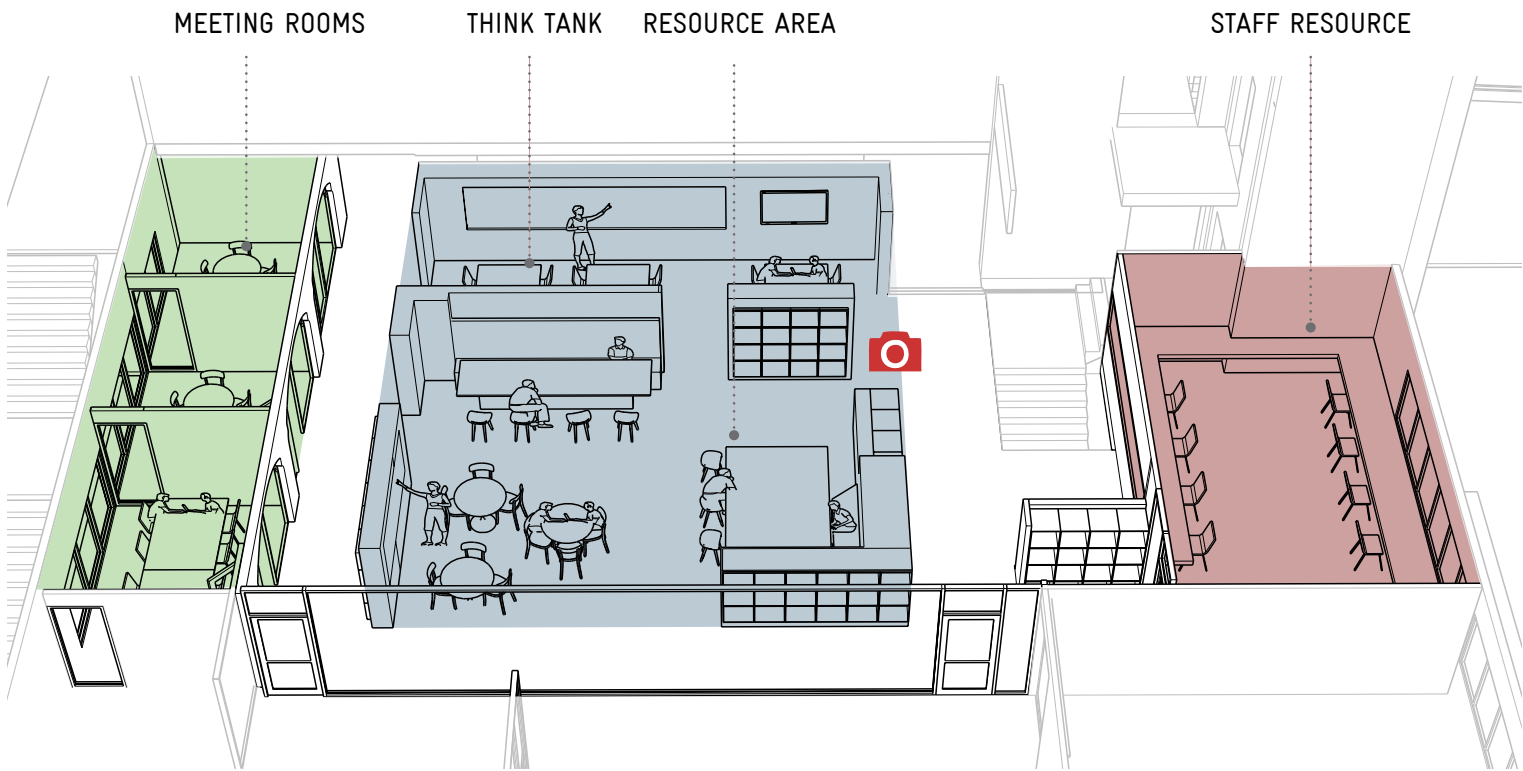 MEETING ROOMS
THINK TANK
RESOURCE AREA
STAFF RESOURCE